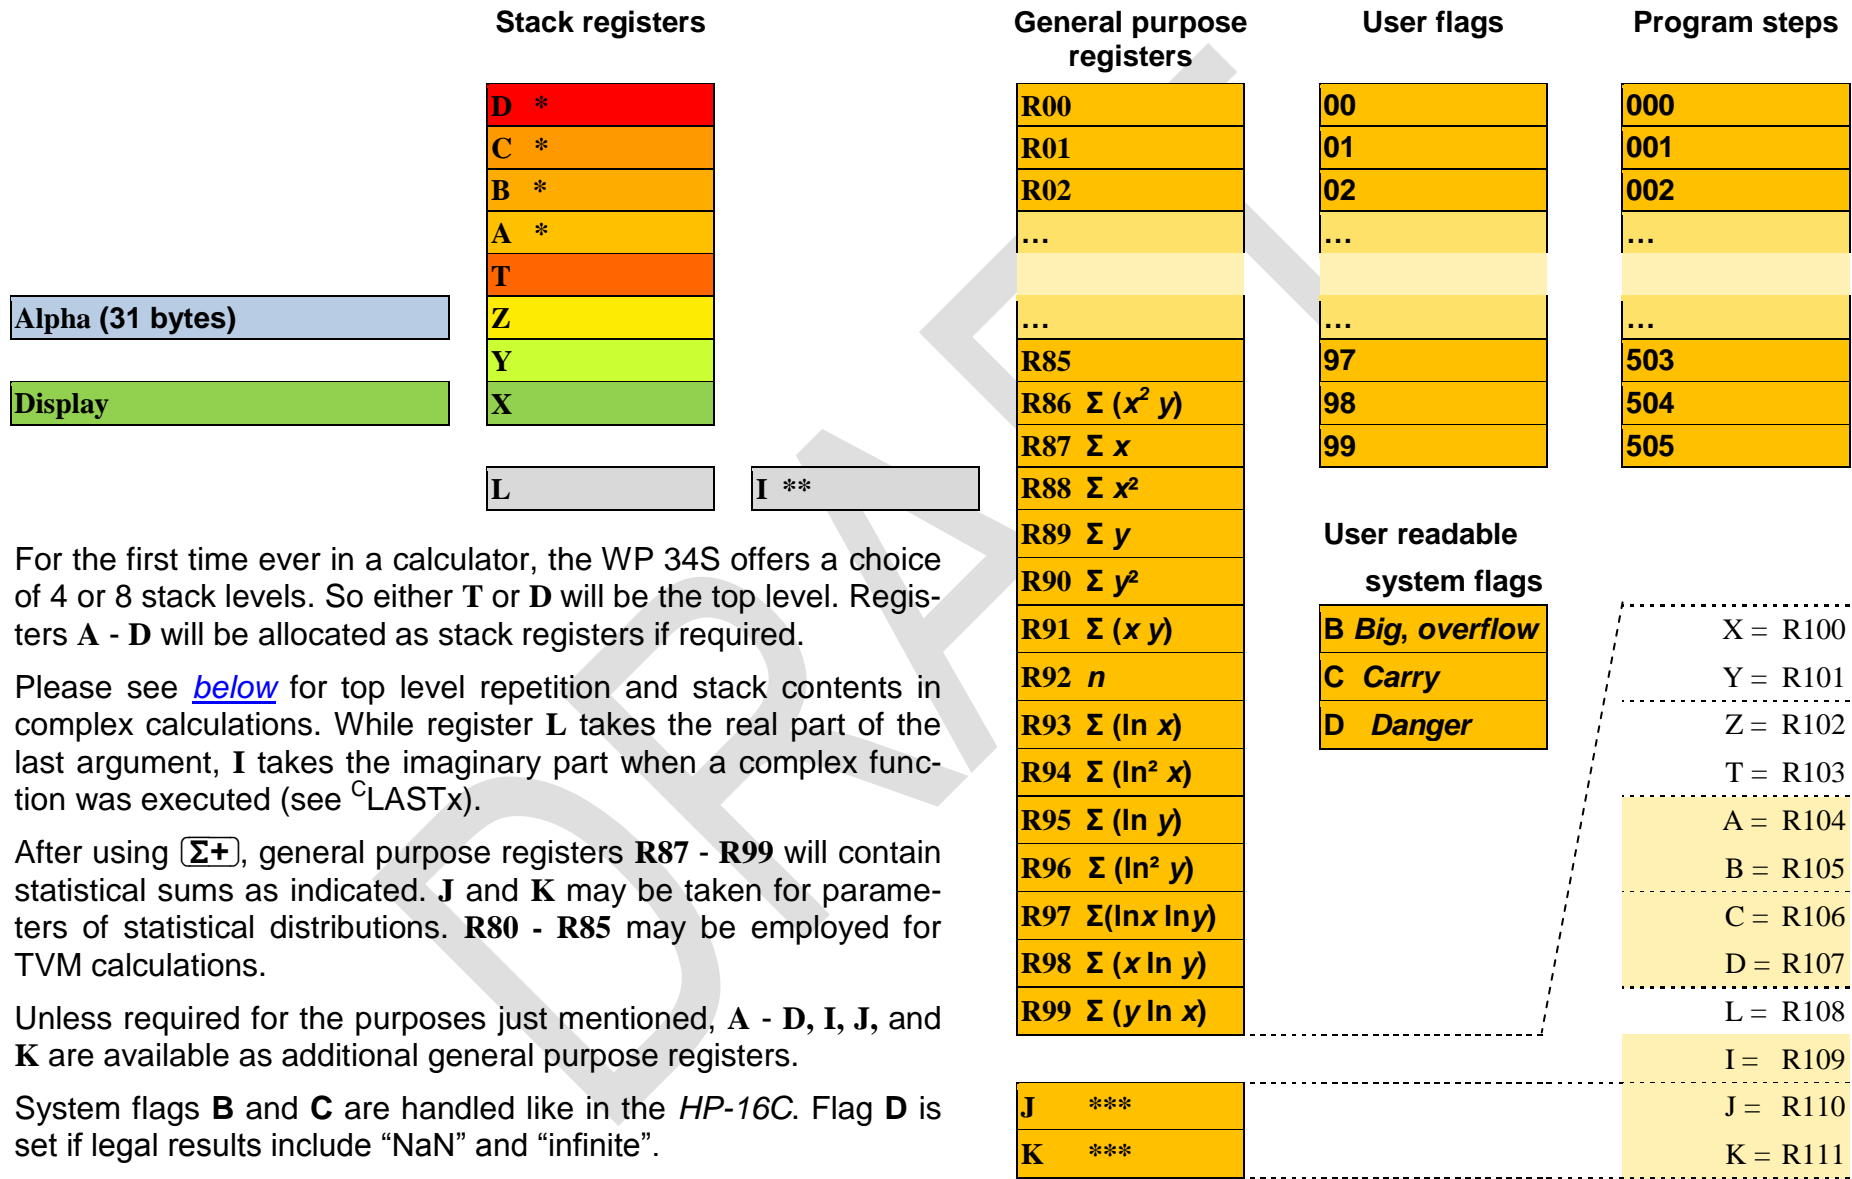 Stack registers
General purpose
registers
User flags
Program steps
D *
C *
B *
A *
T
Z
Y
X
Alpha (31 bytes)
Display
L
I **
R00
R01
R02
…
…
R85
R86 Σ (x² y)
R87 Σ x
R88 Σ x²
R89 Σ y
R90 Σ y²
R91 Σ (x y)
R92 n
R93 Σ (ln x)
R94 Σ (ln² x)
R95 Σ (ln y)
R96 Σ (ln² y)
R97 Σ(lnx lny)
R98 Σ (x ln y)
R99 Σ (y ln x)
J ***
K ***
00
01
02
…
…
97
98
99
User readable
system flags
B Big, overflow
C Carry
D Danger
000
001
002
…
…
503
504
505
X = R100
Y = R101
Z = R102
T = R103
A = R104
B = R105
C = R106
D = R107
L = R108
I = R109
J = R110
K = R111
For the first time ever in a calculator, the WP 34S offers a choice
of 4 or 8 stack levels. So either T or D will be the top level. Regis-
ters A - D will be allocated as stack registers if required.
Please see below for top level repetition and stack contents in
complex calculations. While register L takes the real part of the
last argument, I takes the imaginary part when a complex func-
tion was executed (see ᶜLASTx).
After using Σ+, general purpose registers R87 - R99 will contain
statistical sums as indicated. J and K may be taken for parame-
ters of statistical distributions. R80 - R85 may be employed for
TVM calculations.
Unless required for the purposes just mentioned, A - D, I, J, and
K are available as additional general purpose registers.
System flags B and C are handled like in the HP-16C. Flag D is
set if legal results include “NaN” and “infinite”.
DRAFT